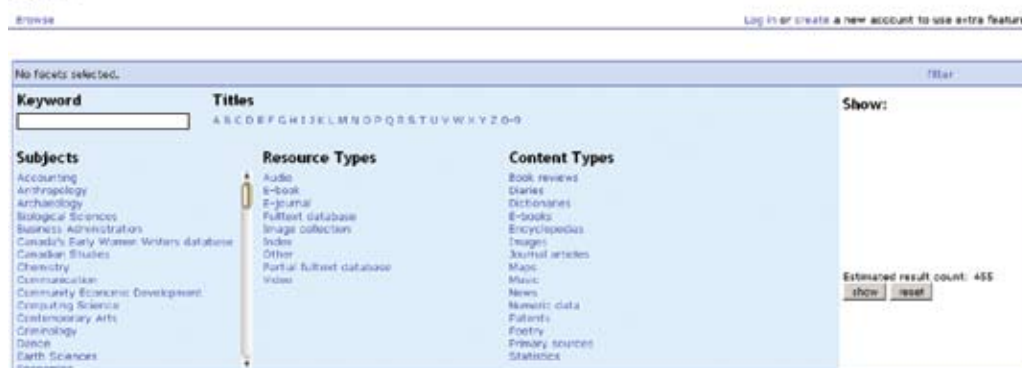 Browse
Log in or create a new account to use extra featur
No facets selected.
filter
Keyword
Titles
A B C D E F G H I J K L M N O P Q R S T U V W X Y Z 0-9
Show:
Subjects
Accounting
Anthropology
Archaeology
Biological Sciences
Business Administration
Canada's Early Women Writers database
Canadian Studies
Chemistry
Communication
Community Economic Development
Computing Science
Contemporary Arts
Criminology
Dance
Earth Sciences
Resource Types
Audio
E-book
E-journal
Fulltext database
Image collection
Index
Other
Partial fulltext database
Video
Content Types
Book reviews
Diaries
Dictionaries
E-books
Encyclopedias
Images
Journal articles
Maps
Music
News
Numeric data
Patents
Poetry
Primary sources
Statistics
Estimated result count: 455
show reset